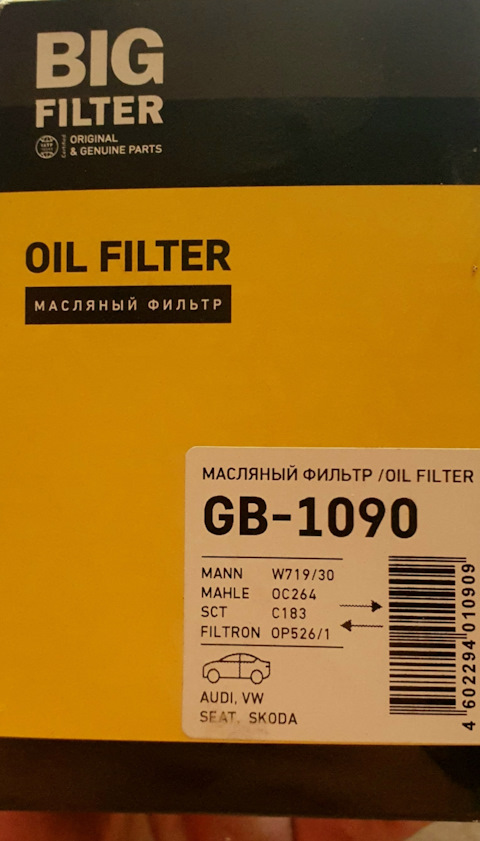 BIG
FILTER
ORIGINAL
& GENUINE PARTS
OIL FILTER
МАСЛЯНЫЙ ФИЛЬТР
МАСЛЯНЫЙ ФИЛЬТР /OIL FILTER
GB-1090
MANN W719/30
MAHLE OC264
SCT C183
FILTRON OP526/1
AUDI, VW
SEAT, SKODA
4 602294 010909